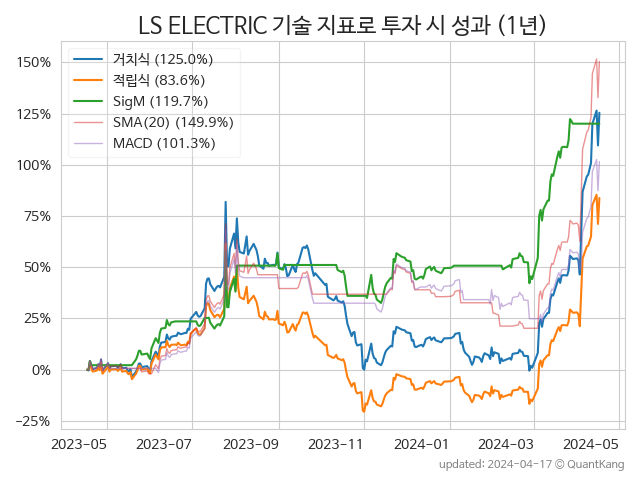 LS ELECTRIC 기술 지표로 투자 시 성과 (1년)
150%
125%
100%
75%
50%
25%
0%
−25%
거치식 (125.0%)
적립식 (83.6%)
SigM (119.7%)
SMA(20) (149.9%)
MACD (101.3%)
2023-05 2023-07 2023-09 2023-11 2024-01 2024-03 2024-05
updated: 2024-04-17 © QuantKang